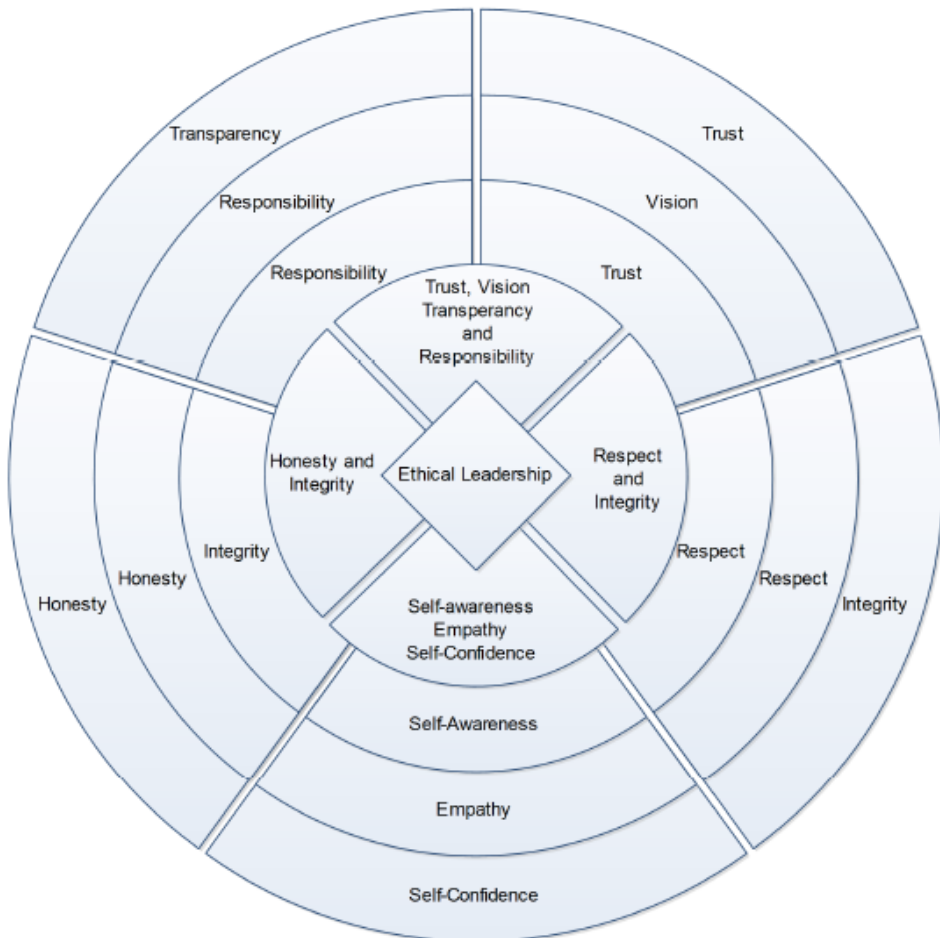 Transparency
Trust
Responsibility
Vision
Responsibility
Trust
Trust, Vision
Transperancy
and
Responsibility
Honesty and
Integrity
Ethical Leadership
Respect
and
Integrity
Integrity
Respect
Honesty
Respect
Honesty
Integrity
Self-awareness
Empathy
Self-Confidence
Self-Awareness
Empathy
Self-Confidence